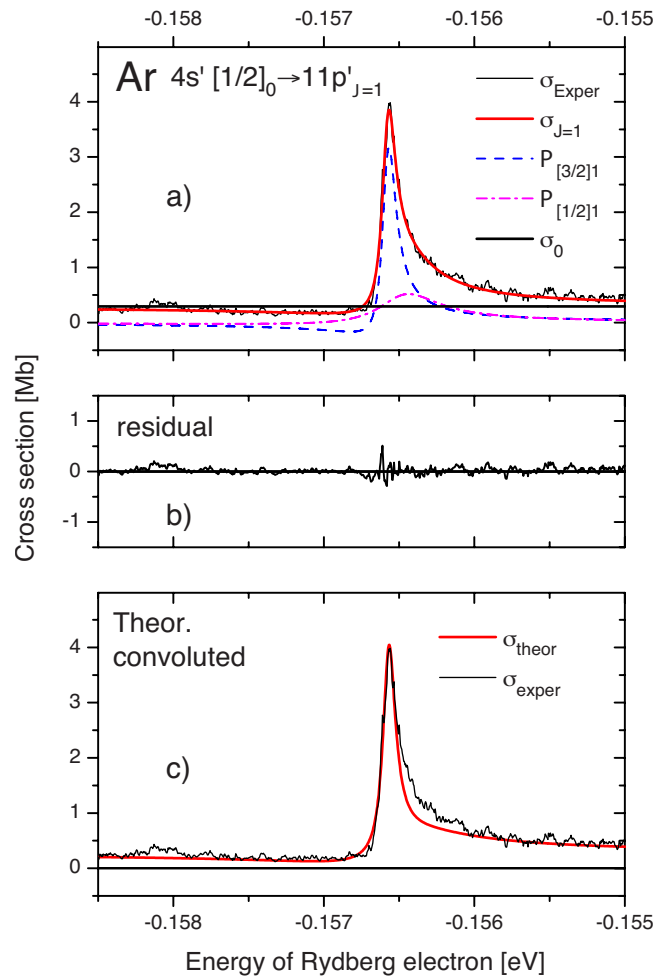 -0.158 -0.157 -0.156 -0.155
Ar 4s' [1/2]₀→11p'J=1
σExper
σJ=1
P[3/2]1
P[1/2]1
σ₀
a)
4
3
2
1
0
residual
b)
1
0
-1
Cross section [Mb]
Theor.
convoluted
σtheor
σexper
c)
4
3
2
1
0
-0.158 -0.157 -0.156 -0.155
Energy of Rydberg electron [eV]